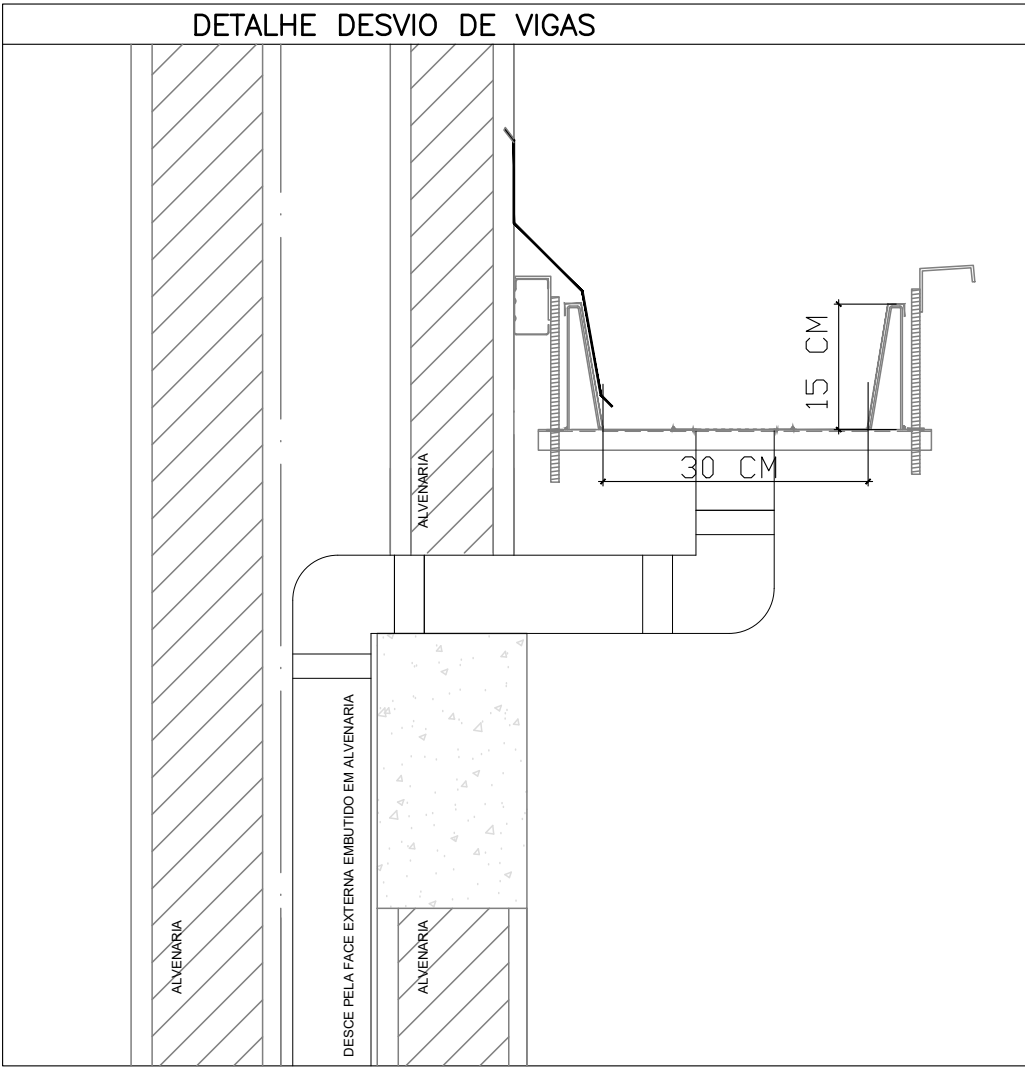 DETALHE DESVIO DE VIGAS
15 CM
30 CM
ALVENARIA
DESCE PELA FACE EXTERNA EMBUTIDO EM ALVENARIA
ALVENARIA
ALVENARIA